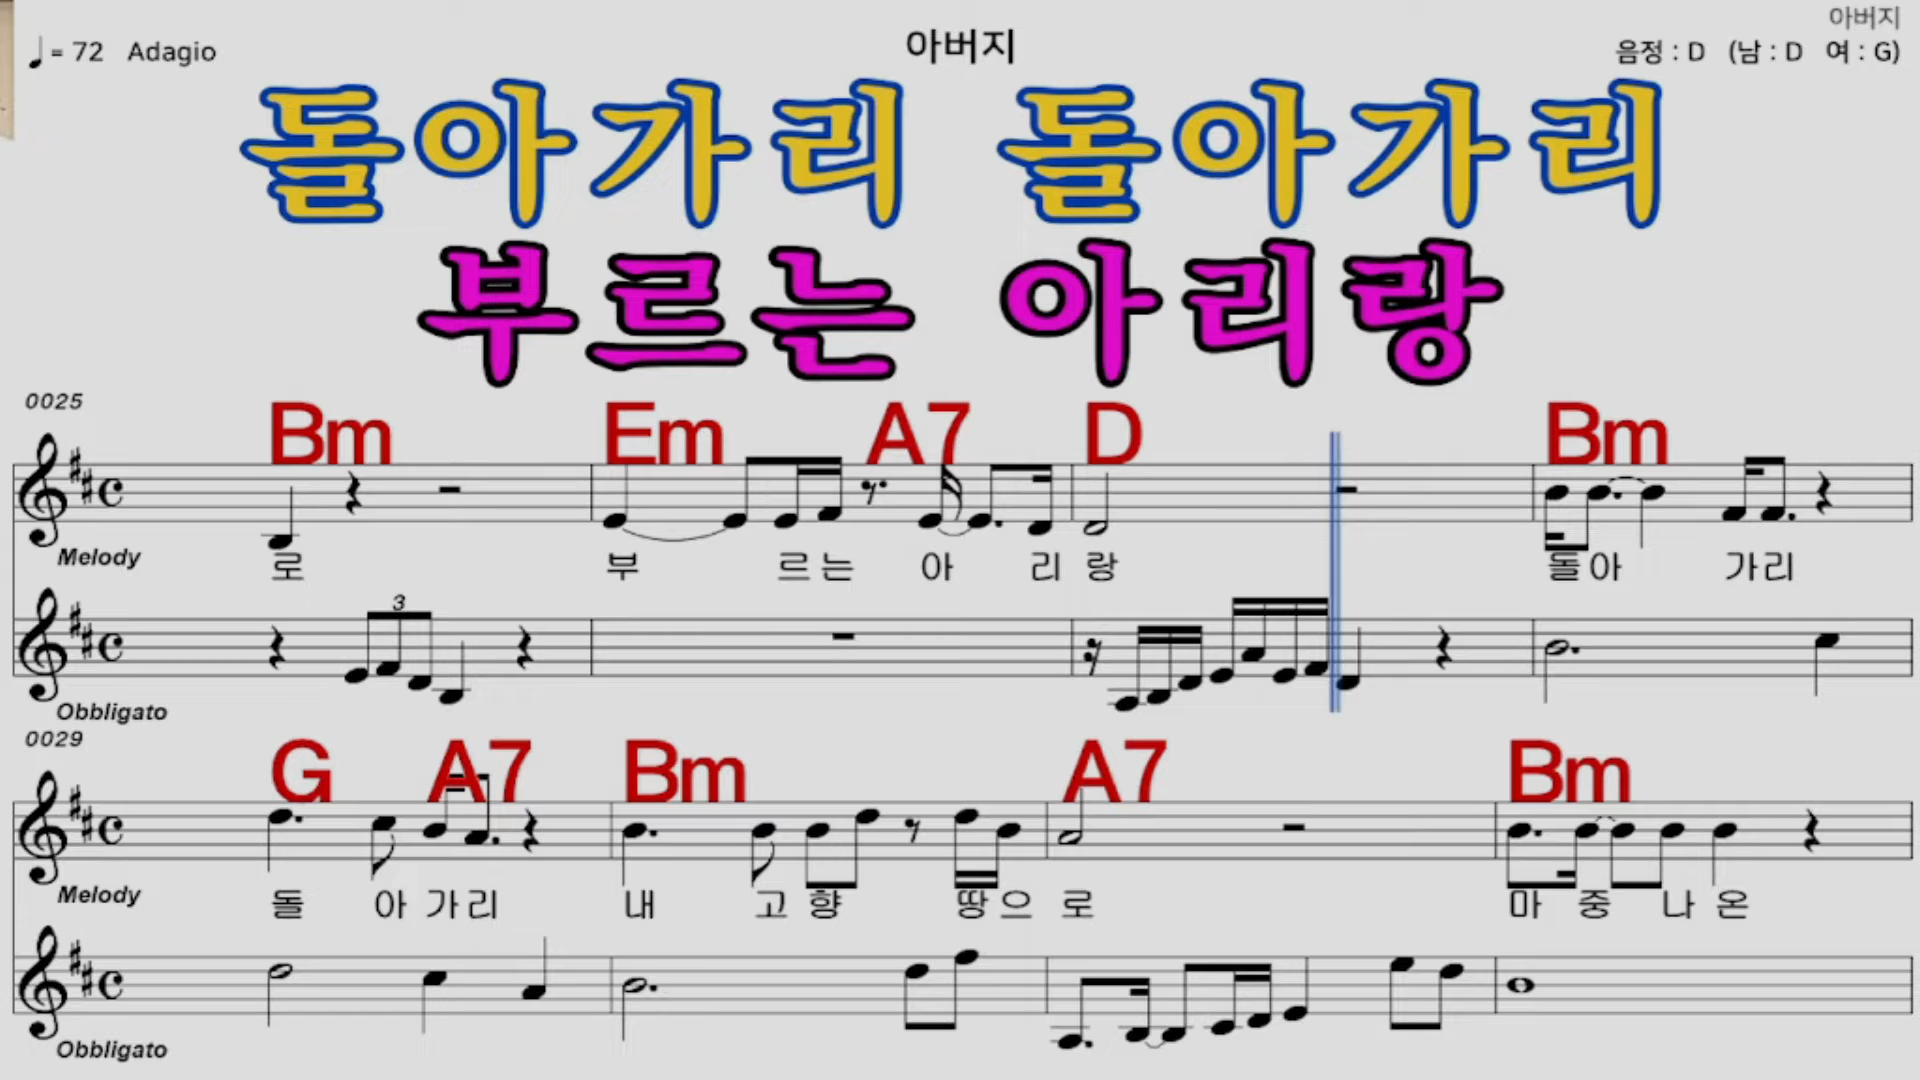 아버지
♩= 72 Adagio
아버지
음정 : D (남 : D 여 : G)
돌아가리 돌아가리
부르는 아리랑
0025
Bm Em A7 D Bm
Melody
로 부 르는 아 리 랑 돌아 가리
3
Obbligato
0029
G A7 Bm A7 Bm
Melody
돌 아 가리 내 고 향 땅으 로 마 중 나 온
Obbligato